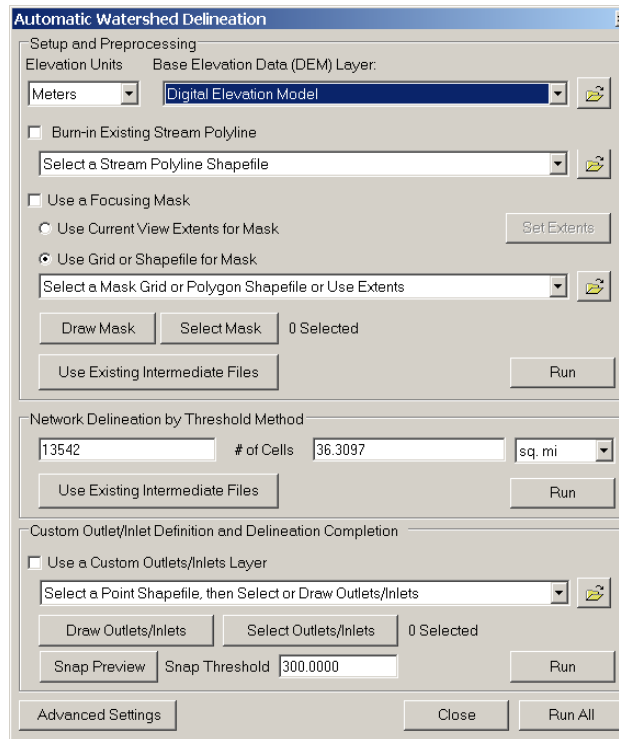 Automatic Watershed Delineation
Setup and Preprocessing
Elevation Units Base Elevation Data (DEM) Layer:
Meters Digital Elevation Model
Burn-in Existing Stream Polyline
Select a Stream Polyline Shapefile
Use a Focusing Mask
Use Current View Extents for Mask Set Extents
Use Grid or Shapefile for Mask
Select a Mask Grid or Polygon Shapefile or Use Extents
Draw Mask Select Mask 0 Selected
Use Existing Intermediate Files Run
Network Delineation by Threshold Method
13542 # of Cells 36.3097 sq. mi
Use Existing Intermediate Files Run
Custom Outlet/Inlet Definition and Delineation Completion
Use a Custom Outlets/Inlets Layer
Select a Point Shapefile, then Select or Draw Outlets/Inlets
Draw Outlets/Inlets Select Outlets/Inlets 0 Selected
Snap Preview Snap Threshold 300.0000 Run
Advanced Settings Close Run All